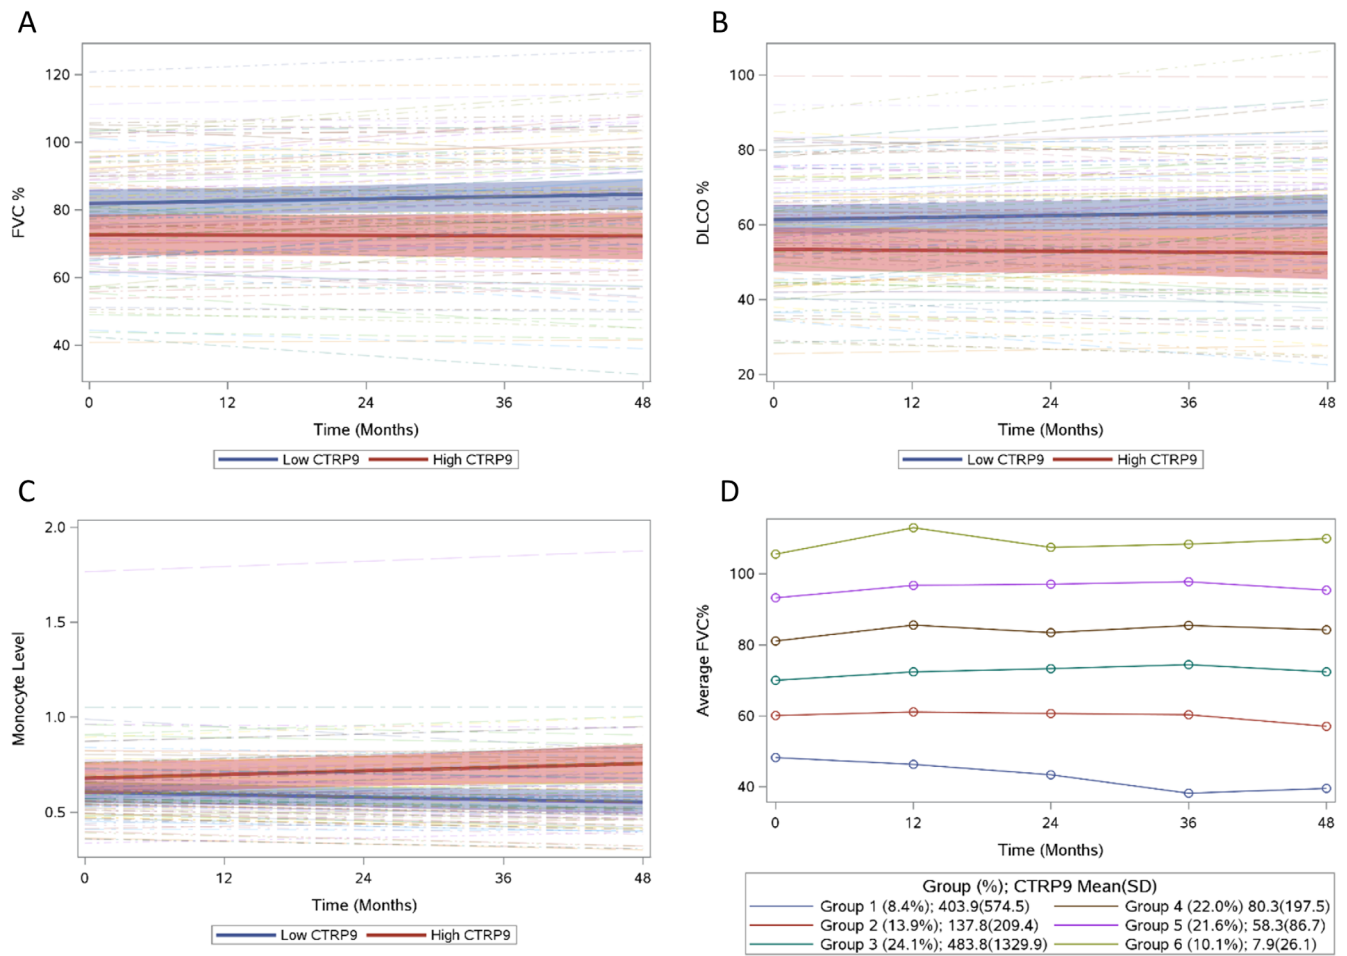 A
120
100
80
60
40
FVC %
0 12 24 36 48
Time (Months)
Low CTRP9 High CTRP9
B
100
80
60
40
20
DLCO %
0 12 24 36 48
Time (Months)
Low CTRP9 High CTRP9
C
2.0
1.5
1.0
0.5
Monocyte Level
0 12 24 36 48
Time (Months)
Low CTRP9 High CTRP9
D
100
80
60
40
Average FVC%
0 12 24 36 48
Time (Months)
Group (%); CTRP9 Mean(SD)
Group 1 (8.4%); 403.9(574.5) Group 4 (22.0%) 80.3(197.5)
Group 2 (13.9%); 137.8(209.4) Group 5 (21.6%); 58.3(86.7)
Group 3 (24.1%); 483.8(1329.9) Group 6 (10.1%); 7.9(26.1)